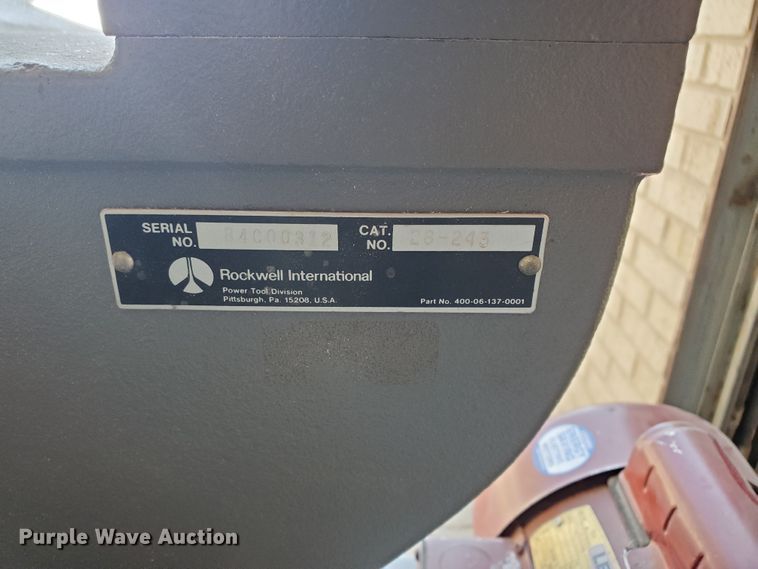 SERIAL NO. 84C00312
CAT. NO. 28-243
Rockwell International
Power Tool Division
Pittsburgh, Pa. 15208, U.S.A.
Part No. 400-06-137-0001
Purple Wave Auction